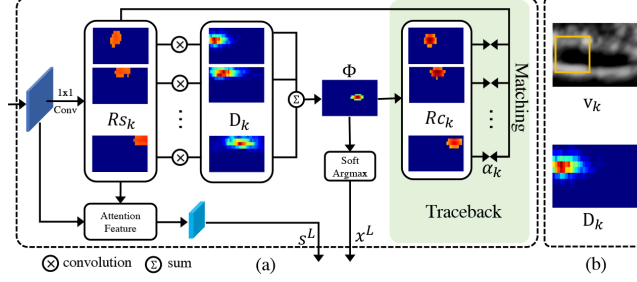 1x1
Conv
Rs_k
D_k
Φ
Rc_k
Matching
α_k
Soft
Argmax
Traceback
Attention
Feature
s^L
x^L
convolution
Σ sum
(a)
v_k
D_k
(b)